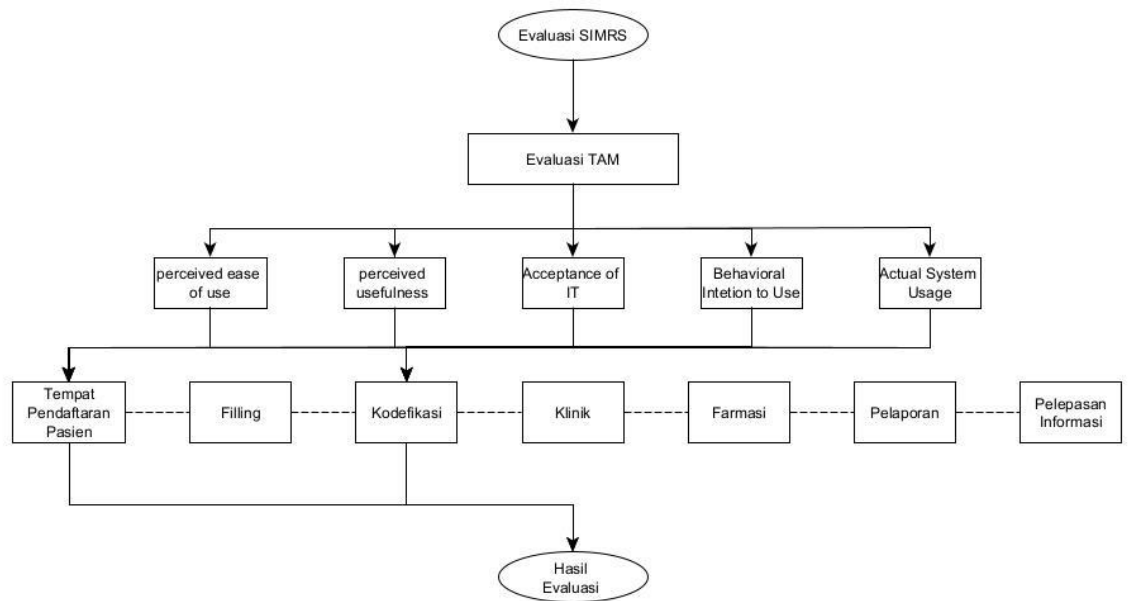 Evaluasi SIMRS
Evaluasi TAM
perceived ease
of use
perceived
usefulness
Acceptance of
IT
Behavioral
Intetion to Use
Actual System
Usage
Tempat
Pendaftaran
Pasien
Filling
Kodefikasi
Klinik
Farmasi
Pelaporan
Pelepasan
Informasi
Hasil
Evaluasi